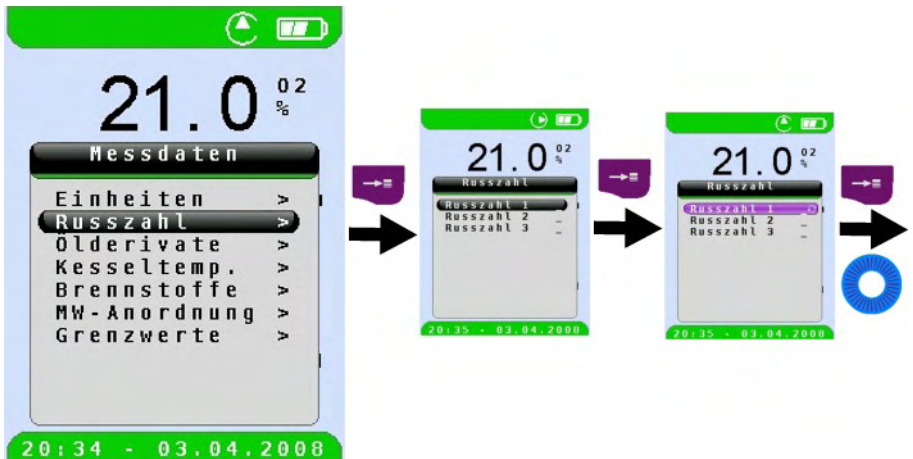 21.0 02 %
Messdaten
Einheiten >
Russzahl >
Ölderivate >
Kesseltemp. >
Brennstoffe >
MW-Anordnung >
Grenzwerte >
20:34 - 03.04.2008
21.0 02 %
Russzahl
Russzahl 1 _
Russzahl 2 _
Russzahl 3 _
20:35 - 03.04.2008
21.0 02 %
Russzahl
Russzahl 1
Russzahl 2 _
Russzahl 3 _
20:35 - 03.04.2008